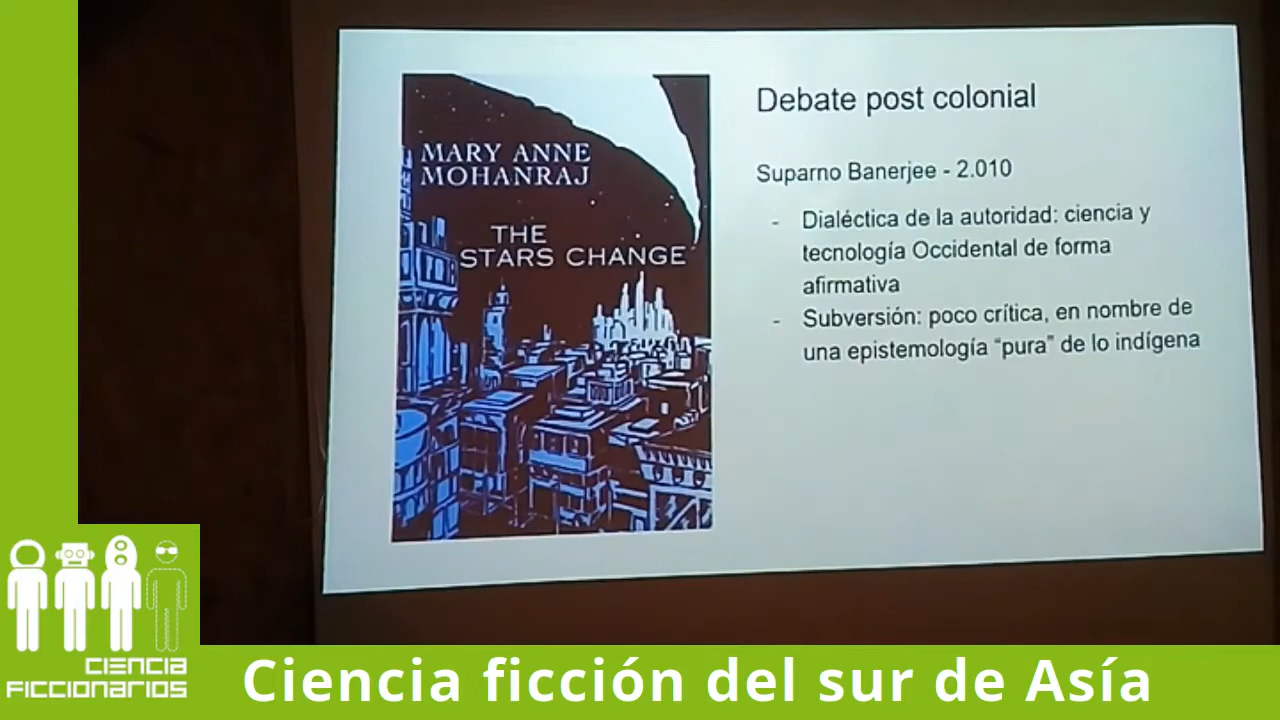 MARY ANNE
MOHANRAJ
THE
STARS CHANGE
Debate post colonial
Suparno Banerjee - 2.010
- Dialéctica de la autoridad: ciencia y
tecnología Occidental de forma
afirmativa
- Subversión: poco crítica, en nombre de
una epistemología “pura” de lo indígena
CIENCIA
FICCIONARIOS
Ciencia ficción del sur de Asía